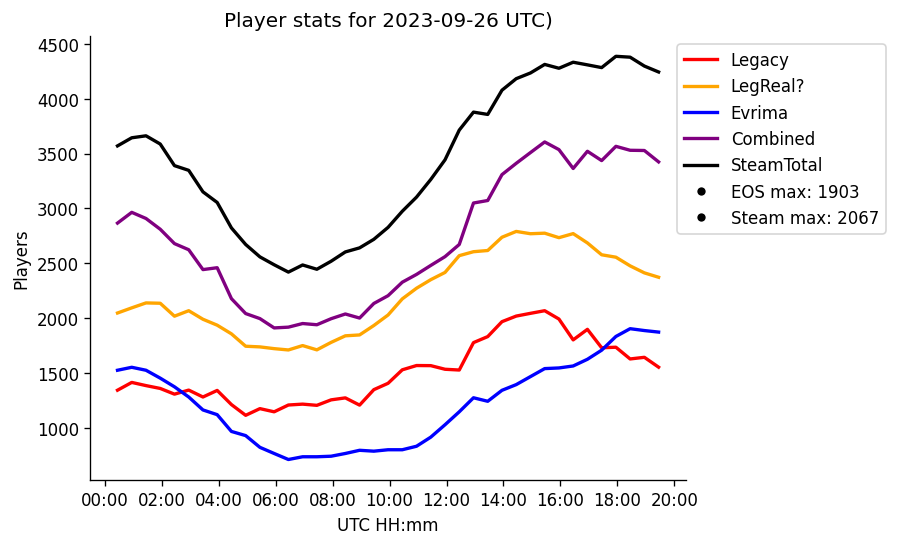 Player stats for 2023-09-26 UTC)
4500
4000
3500
3000
2500
2000
1500
1000
Players
00:00 02:00 04:00 06:00 08:00 10:00 12:00 14:00 16:00 18:00 20:00
UTC HH:mm
Legacy
LegReal?
Evrima
Combined
SteamTotal
EOS max: 1903
Steam max: 2067